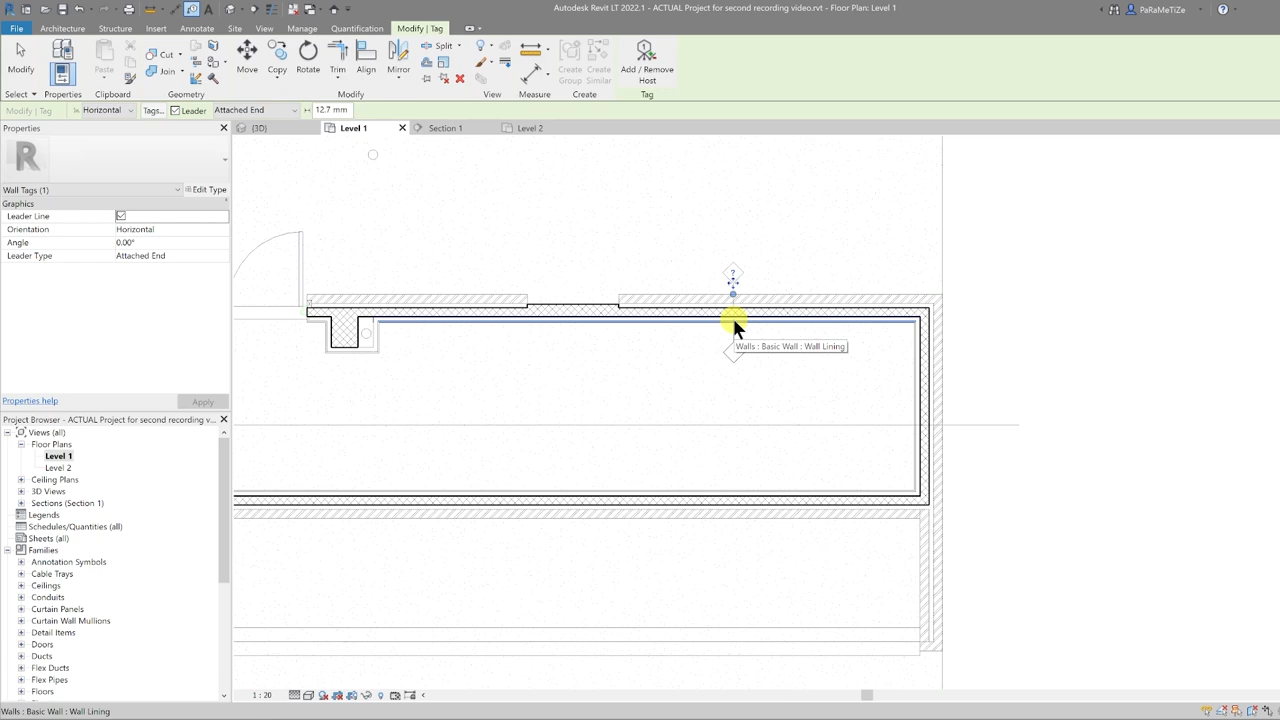 Autodesk Revit LT 2022.1 - ACTUAL Project for second recording video.rvt - Floor Plan: Level 1
PaRaMeTiZe
File Architecture Structure Insert Annotate Site View Manage Quantification Modify | Tag
Modify Paste Cut Join Move Copy Rotate Trim Align Mirror Split Create Group Create Similar Add / Remove Host
Select Properties Clipboard Geometry Modify View Measure Create Tag
Modify | Tag Horizontal Tags... Leader Attached End 12.7 mm
Properties
{3D} Level 1 Section 1 Level 2
R
Wall Tags (1) Edit Type
Graphics
Leader Line
Orientation Horizontal
Angle 0.00°
Leader Type Attached End
?
Walls : Basic Wall : Wall Lining
Properties help Apply
Project Browser - ACTUAL Project for second recording v...
Views (all)
Floor Plans
Level 1
Level 2
Ceiling Plans
3D Views
Sections (Section 1)
Legends
Schedules/Quantities (all)
Sheets (all)
Families
Annotation Symbols
Cable Trays
Ceilings
Conduits
Curtain Panels
Curtain Wall Mullions
Detail Items
Doors
Ducts
Flex Ducts
Flex Pipes
Floors
1 : 20
Walls : Basic Wall : Wall Lining